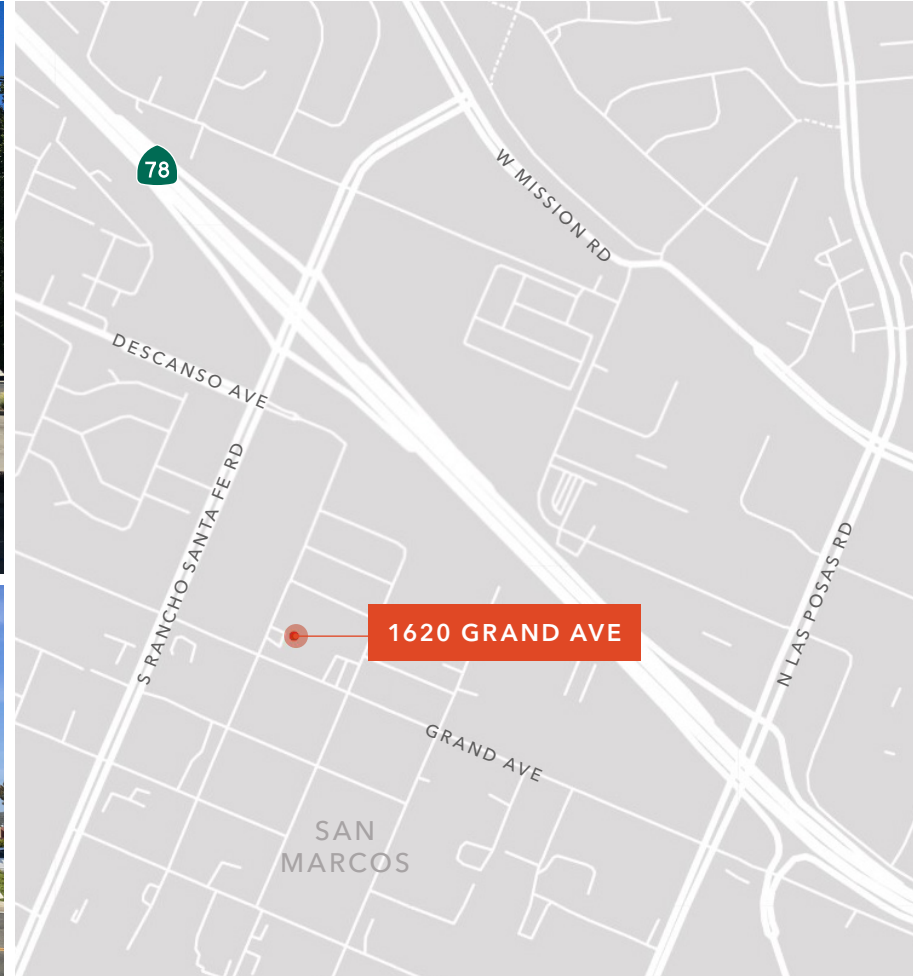 78
W MISSION RD
DESCANSO AVE
S RANCHO SANTA FE RD
N LAS POSAS RD
1620 GRAND AVE
GRAND AVE
SAN
MARCOS